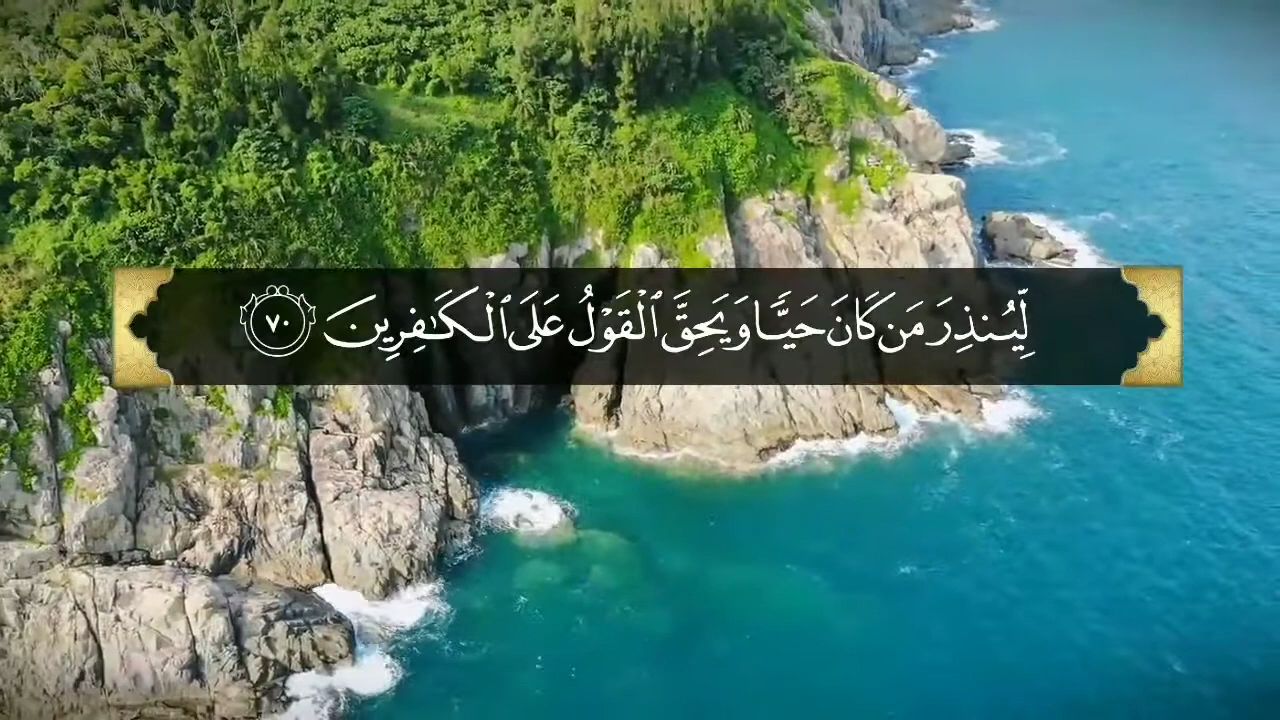 لِّيُنذِرَ مَن كَانَ حَيًّا وَيَحِقَّ ٱلْقَوْلُ عَلَى ٱلْكَـٰفِرِينَ ٧٠